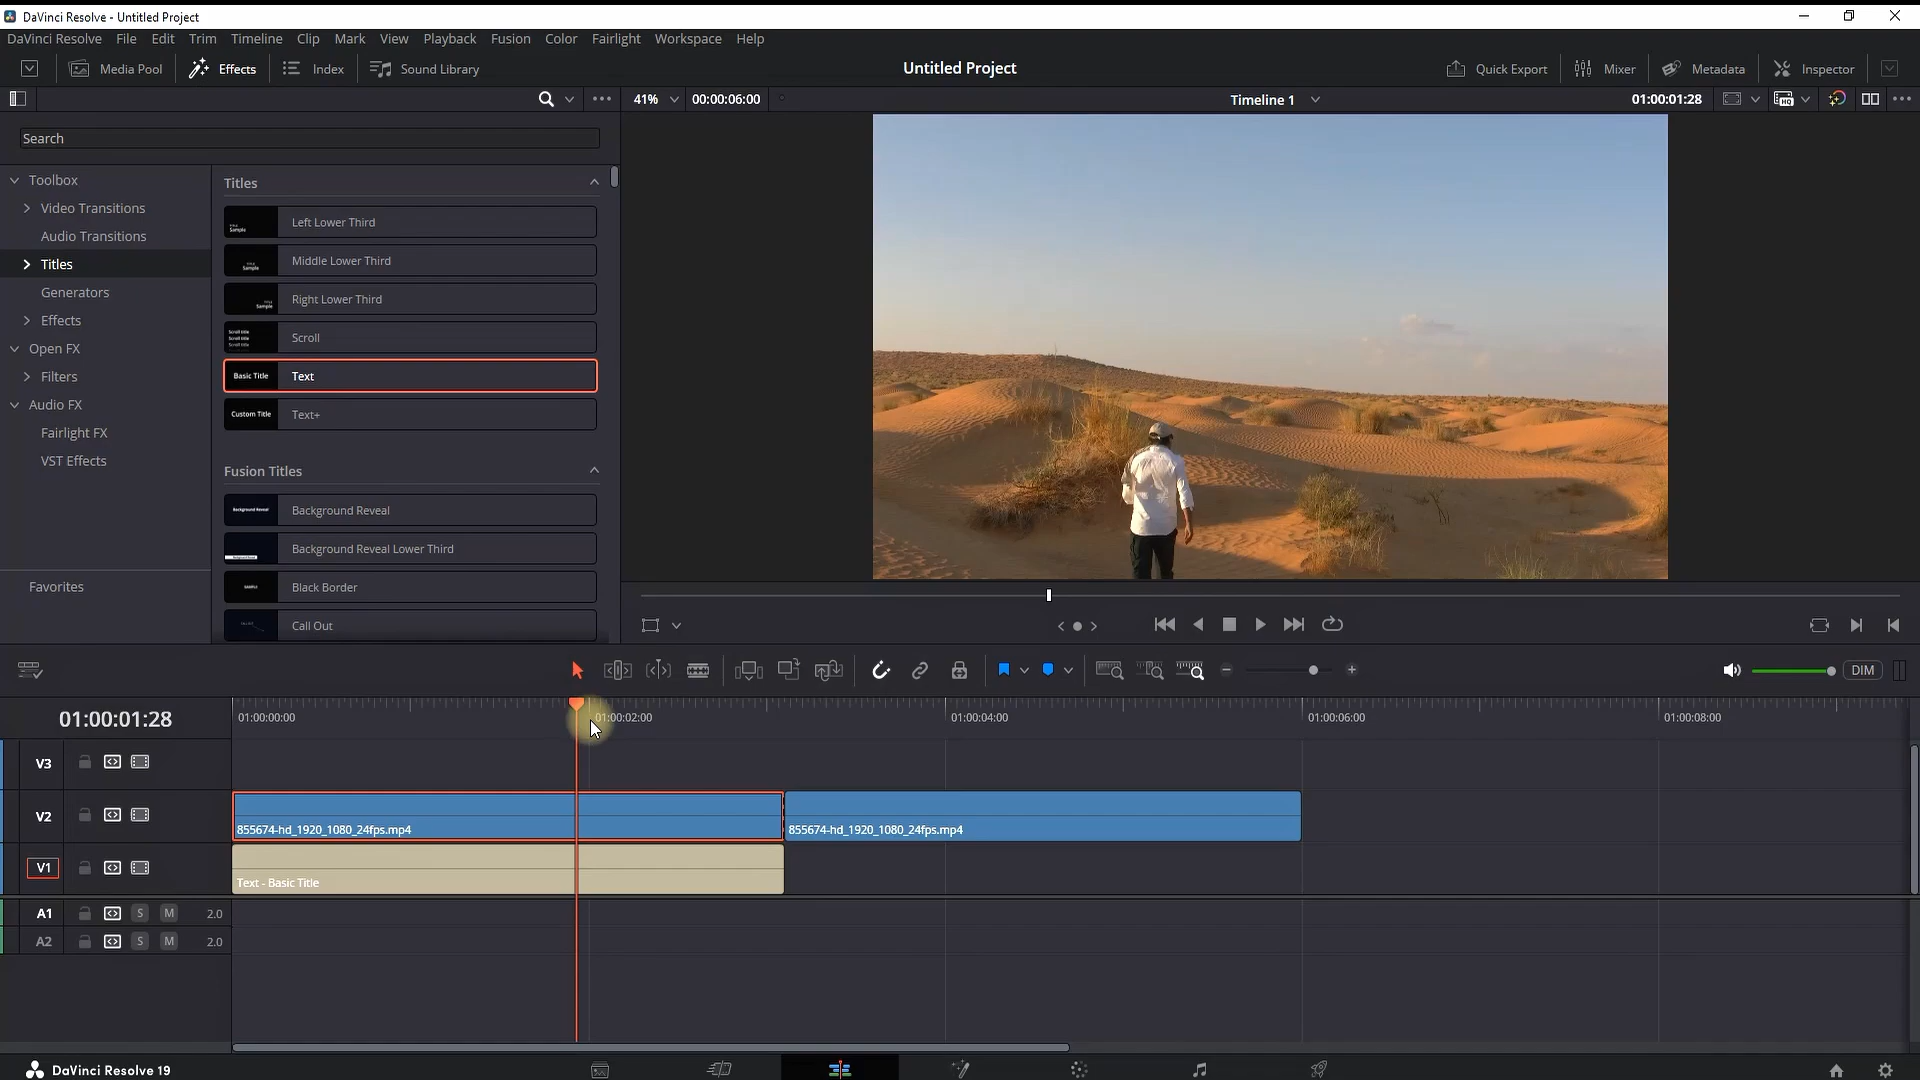 DaVinci Resolve - Untitled Project
DaVinci Resolve File Edit Trim Timeline Clip Mark View Playback Fusion Color Fairlight Workspace Help
Media Pool Effects Index Sound Library Untitled Project Quick Export Mixer Metadata Inspector
41% 00:00:06:00 Timeline 1 01:00:01:28 HQ
Search
Toolbox
Video Transitions
Audio Transitions
Titles
Generators
Effects
Open FX
Filters
Audio FX
Fairlight FX
VST Effects
Favorites
Titles
Left Lower Third
Middle Lower Third
Right Lower Third
Scroll
Basic Title Text
Custom Title Text+
Fusion Titles
Background Reveal Background Reveal
Background Reveal Lower Third
Black Border
Call Out
DIM
01:00:01:28 01:00:00:00 01:00:02:00 01:00:04:00 01:00:06:00 01:00:08:00
V3
V2 855674-hd_1920_1080_24fps.mp4 855674-hd_1920_1080_24fps.mp4
V1 Text - Basic Title
A1 S M 2.0
A2 S M 2.0
DaVinci Resolve 19